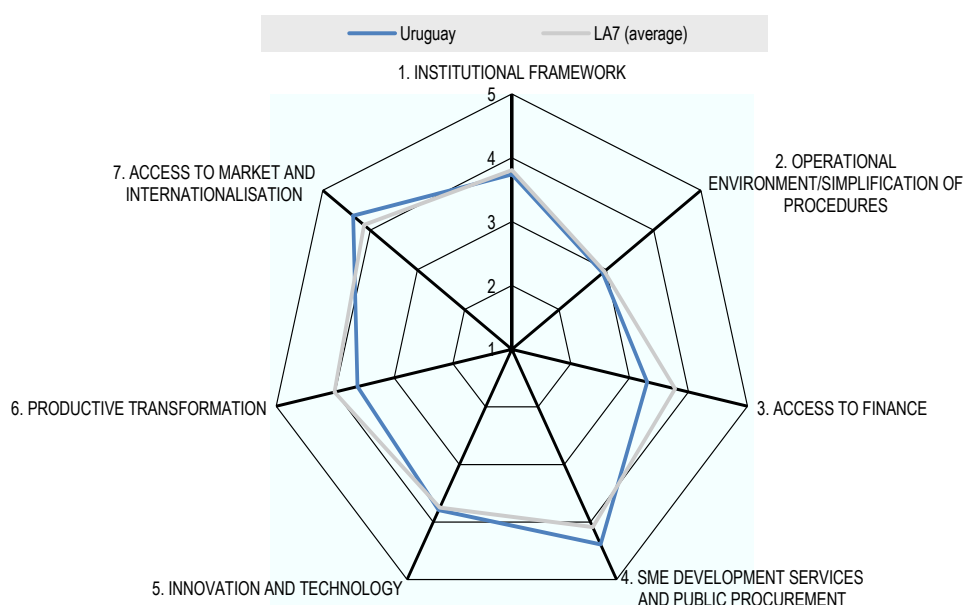 Uruguay
LA7 (average)
1. INSTITUTIONAL FRAMEWORK
5
4
3
2
1
2. OPERATIONAL
ENVIRONMENT/SIMPLIFICATION OF
PROCEDURES
3. ACCESS TO FINANCE
4. SME DEVELOPMENT SERVICES
AND PUBLIC PROCUREMENT
5. INNOVATION AND TECHNOLOGY
6. PRODUCTIVE TRANSFORMATION
7. ACCESS TO MARKET AND
INTERNATIONALISATION